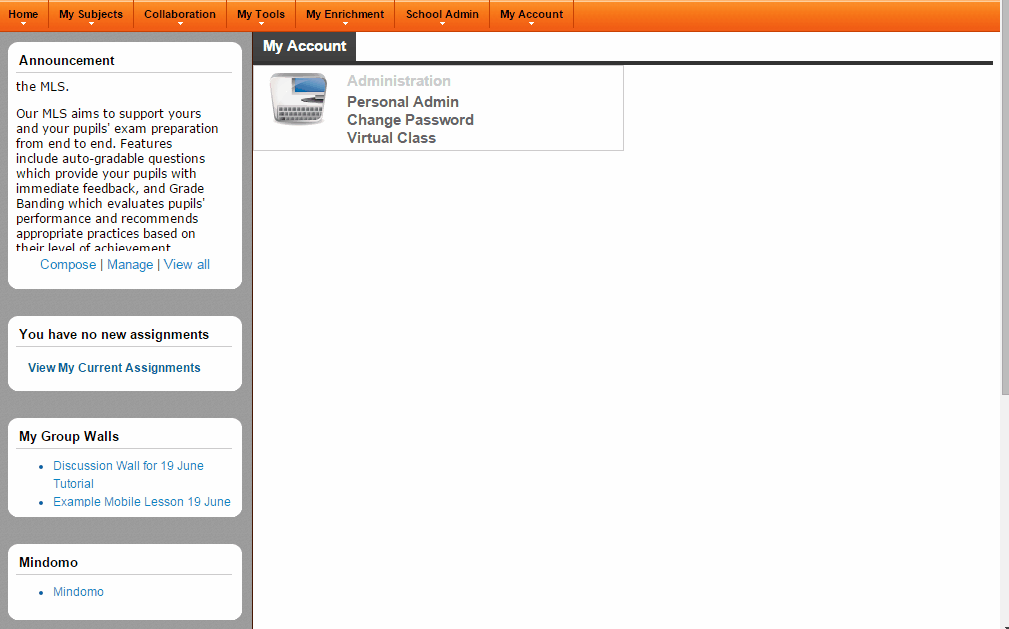 Home My Subjects Collaboration My Tools My Enrichment School Admin My Account
Announcement
the MLS.
Our MLS aims to support yours
and your pupils' exam preparation
from end to end. Features
include auto-gradable questions
which provide your pupils with
immediate feedback, and Grade
Banding which evaluates pupils'
performance and recommends
appropriate practices based on
their level of achievement
Compose | Manage | View all
You have no new assignments
View My Current Assignments
My Group Walls
Discussion Wall for 19 June
Tutorial
Example Mobile Lesson 19 June
Mindomo
Mindomo
My Account
Administration
Personal Admin
Change Password
Virtual Class